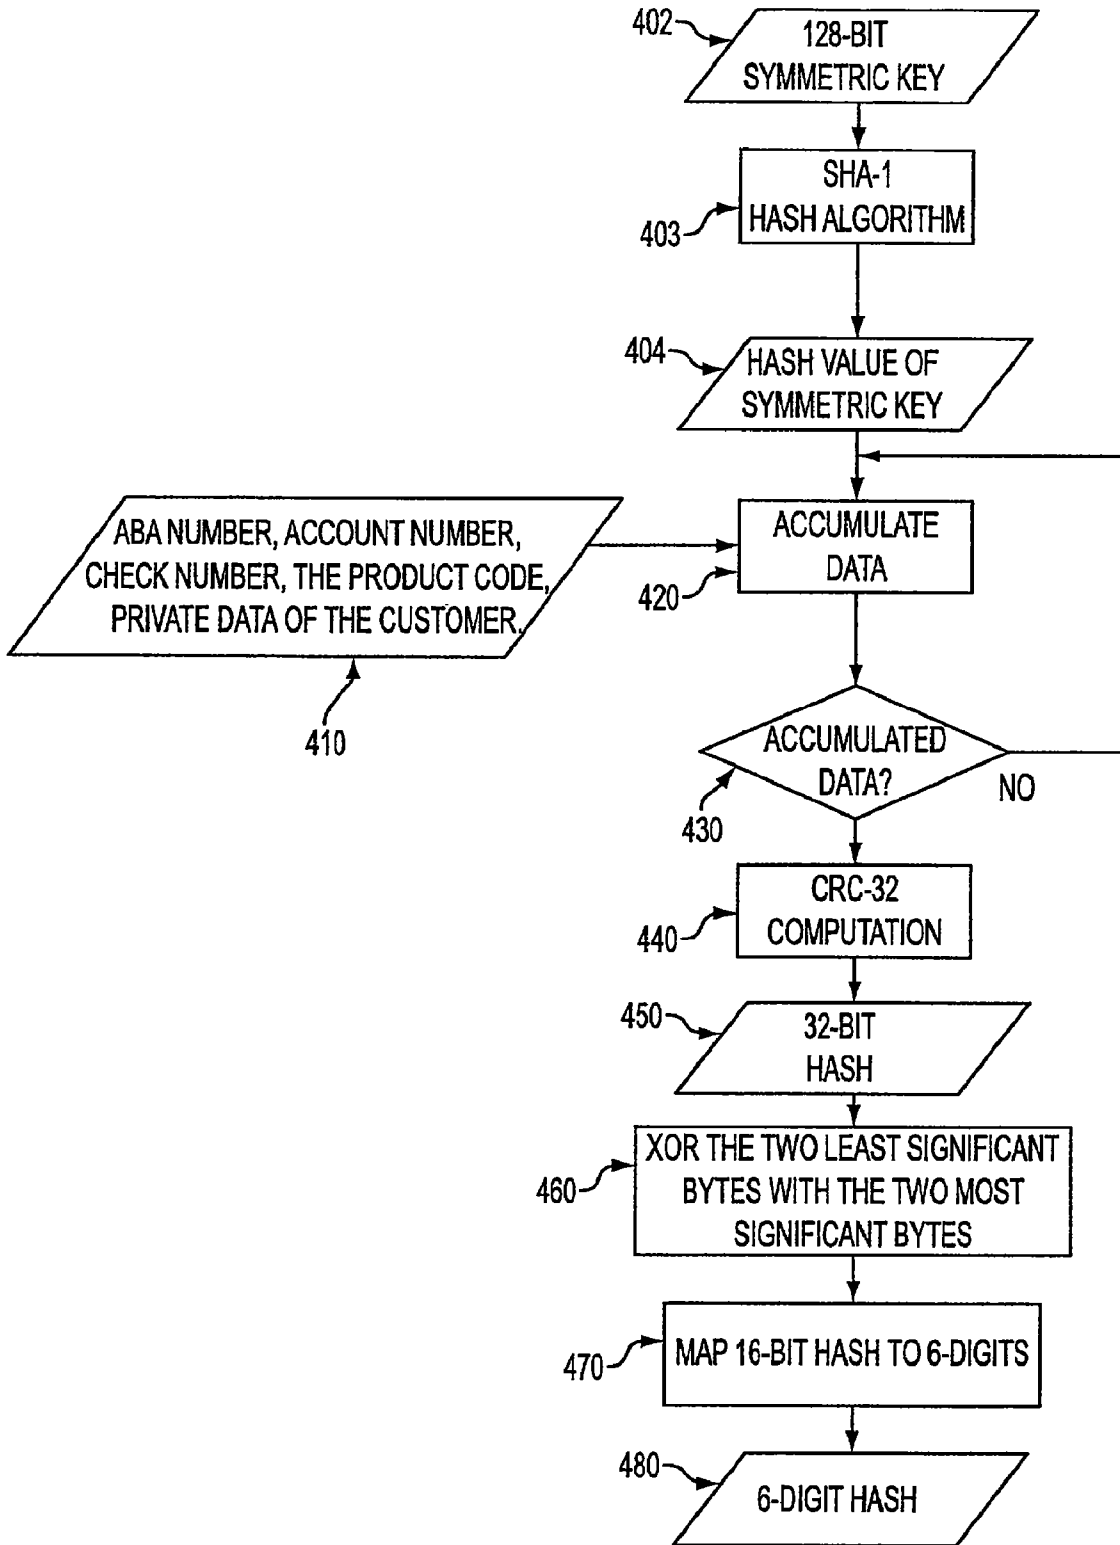 402
128-BIT
SYMMETRIC KEY
SHA-1
HASH ALGORITHM
403
404
HASH VALUE OF
SYMMETRIC KEY
ABA NUMBER, ACCOUNT NUMBER,
CHECK NUMBER, THE PRODUCT CODE,
PRIVATE DATA OF THE CUSTOMER.
410
ACCUMULATE
DATA
420
ACCUMULATED
DATA?
NO
430
CRC-32
COMPUTATION
440
450
32-BIT
HASH
XOR THE TWO LEAST SIGNIFICANT
BYTES WITH THE TWO MOST
SIGNIFICANT BYTES
460
MAP 16-BIT HASH TO 6-DIGITS
470
480
6-DIGIT HASH